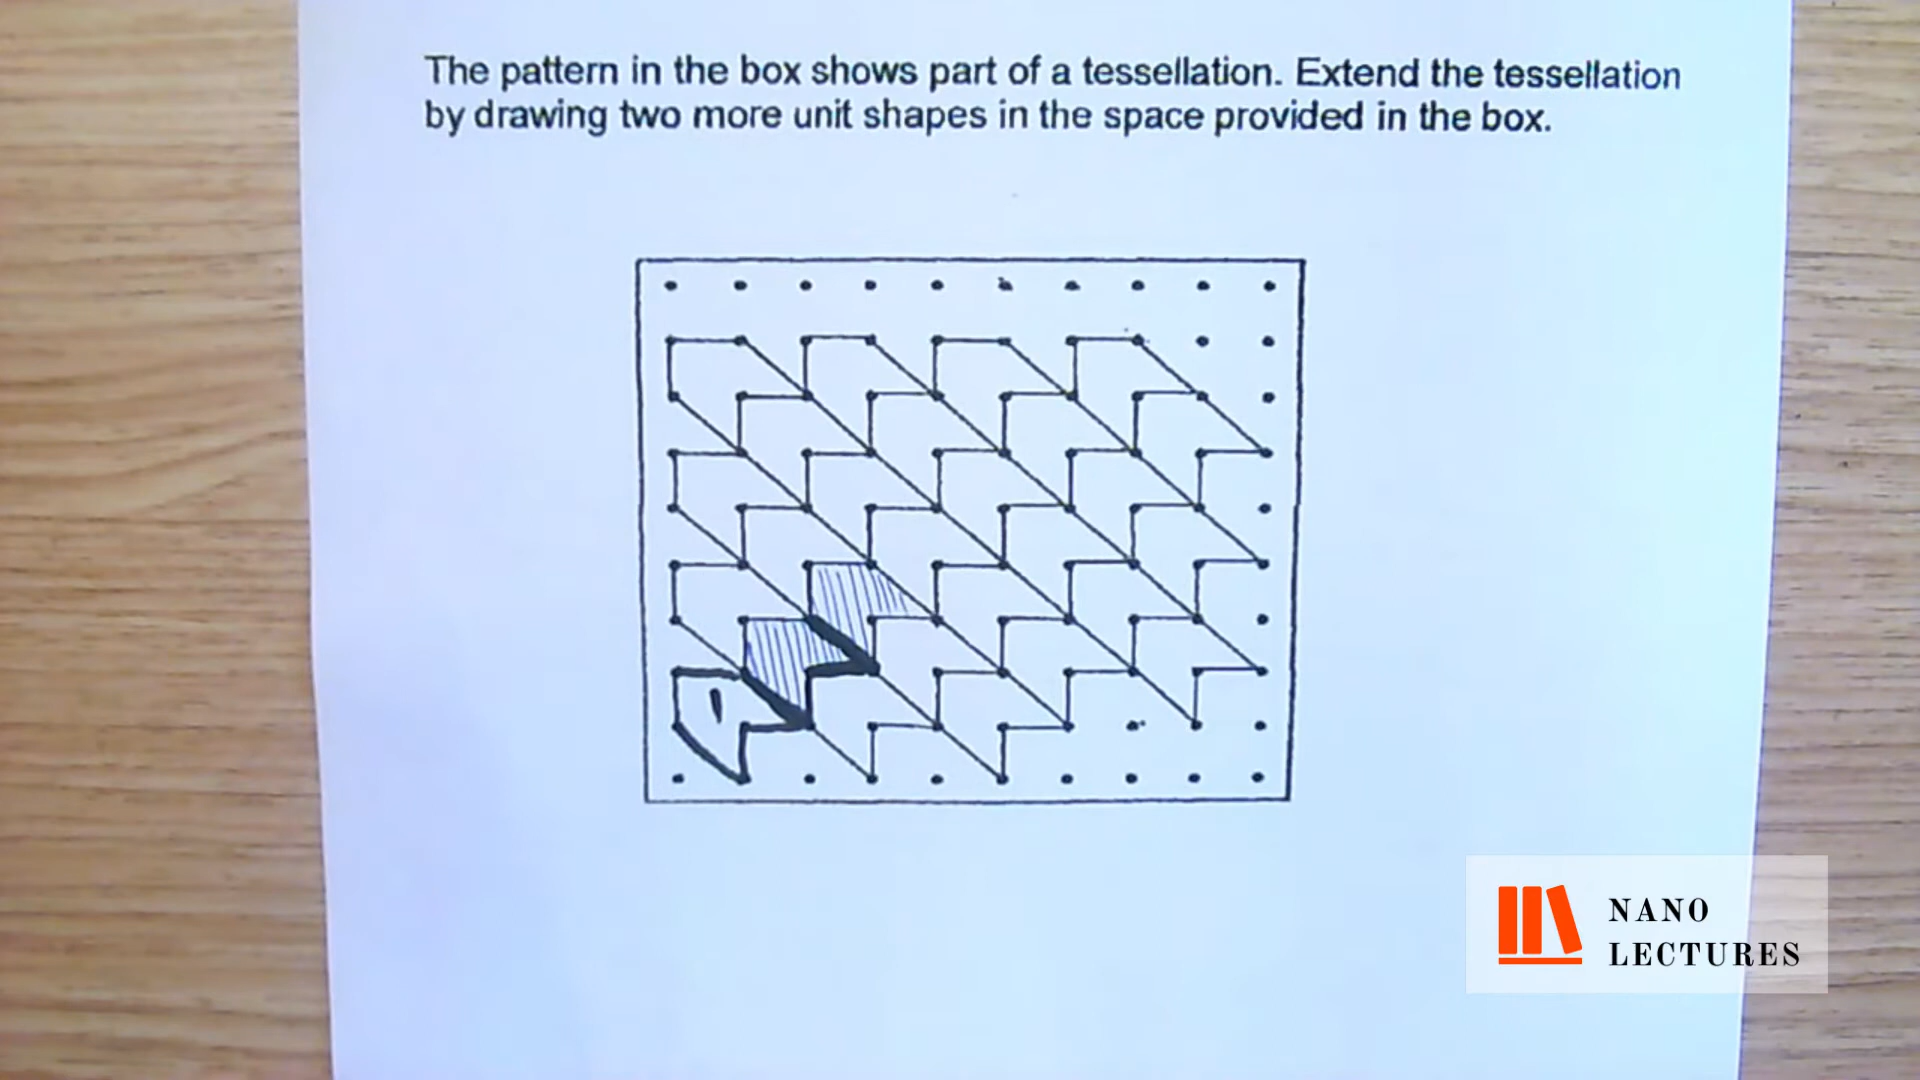 The pattern in the box shows part of a tessellation. Extend the tessellation
by drawing two more unit shapes in the space provided in the box.
1
NANO
LECTURES